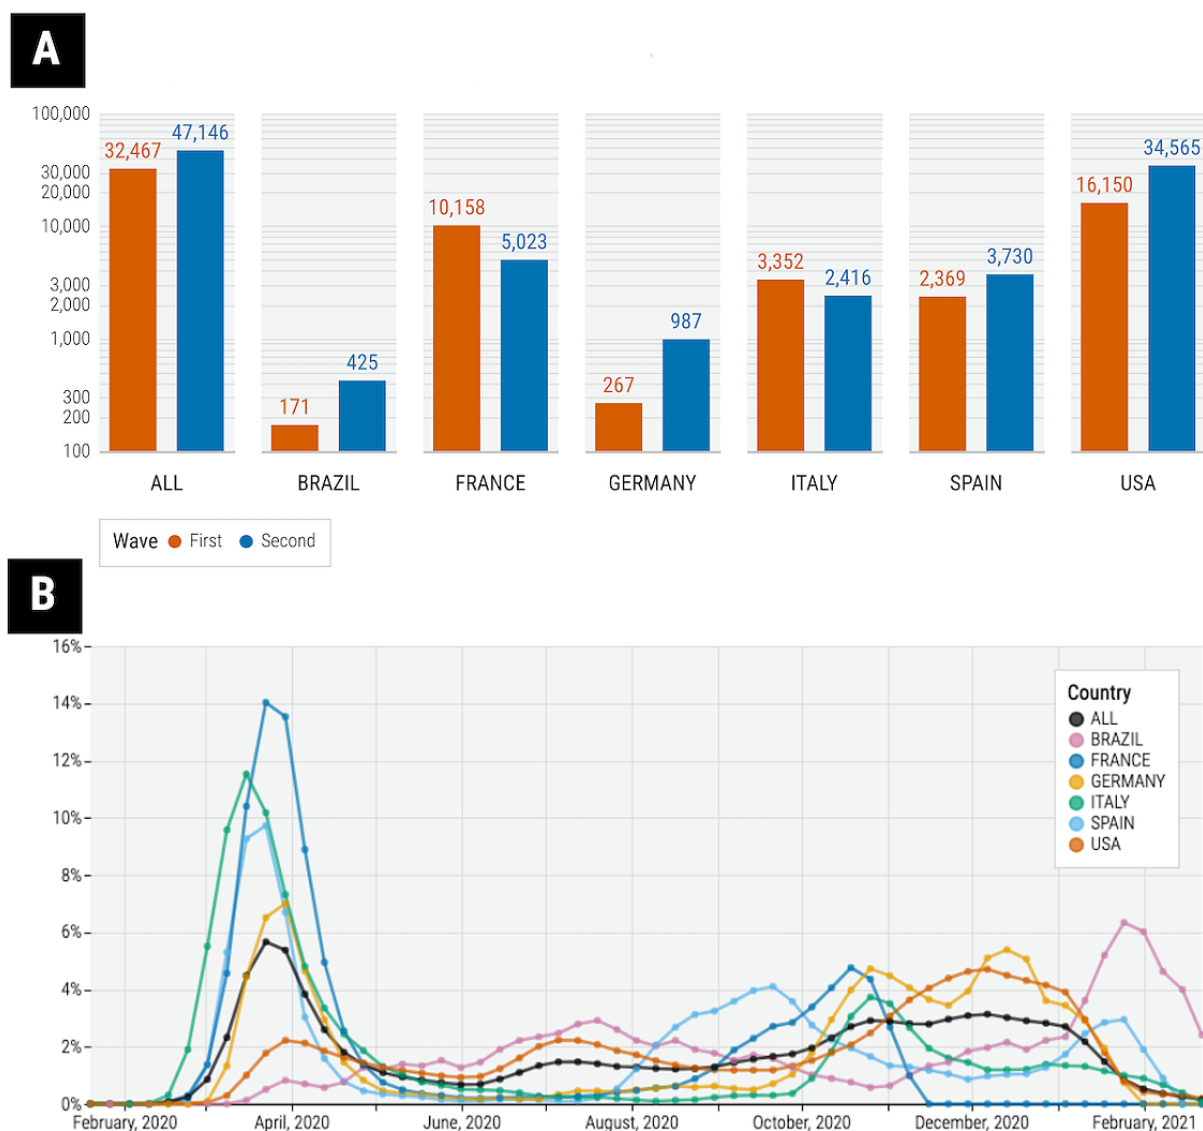 A
100,000
30,000
20,000
10,000
3,000
2,000
1,000
300
200
100
32,467 47,146
171 425
10,158 5,023
267 987
3,352 2,416
2,369 3,730
16,150 34,565
ALL BRAZIL FRANCE GERMANY ITALY SPAIN USA
Wave First Second
B
16%
14%
12%
10%
8%
6%
4%
2%
0%
Country
ALL
BRAZIL
FRANCE
GERMANY
ITALY
SPAIN
USA
February, 2020 April, 2020 June, 2020 August, 2020 October, 2020 December, 2020 February, 2021